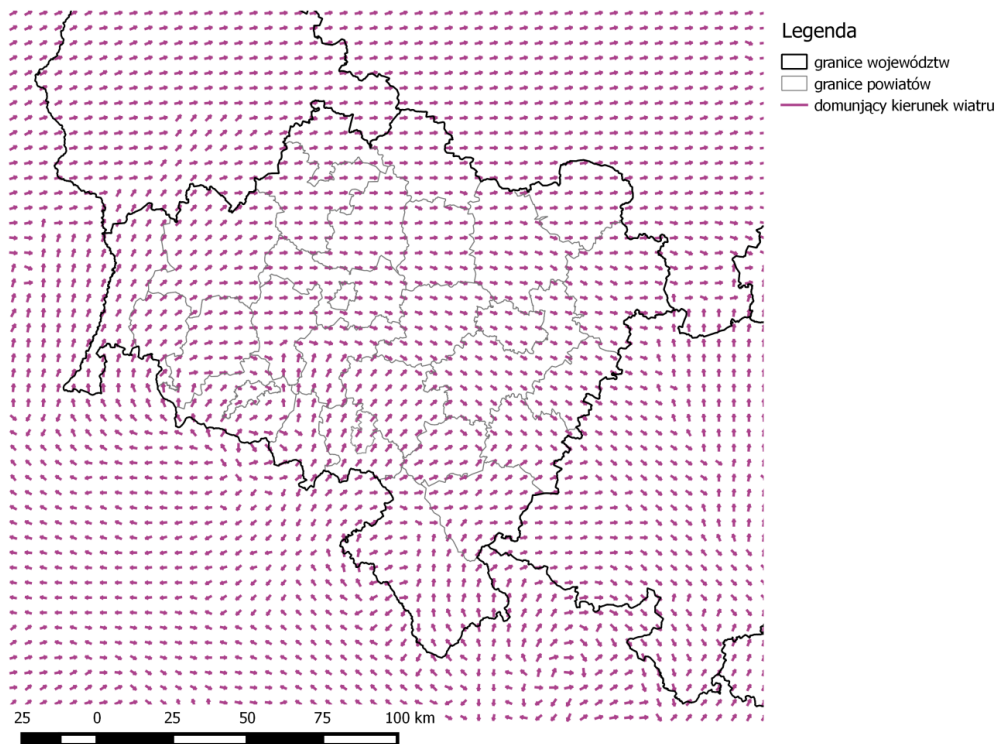 Legenda
granice województw
granice powiatów
domunjący kierunek wiatru
25 0 25 50 75 100 km